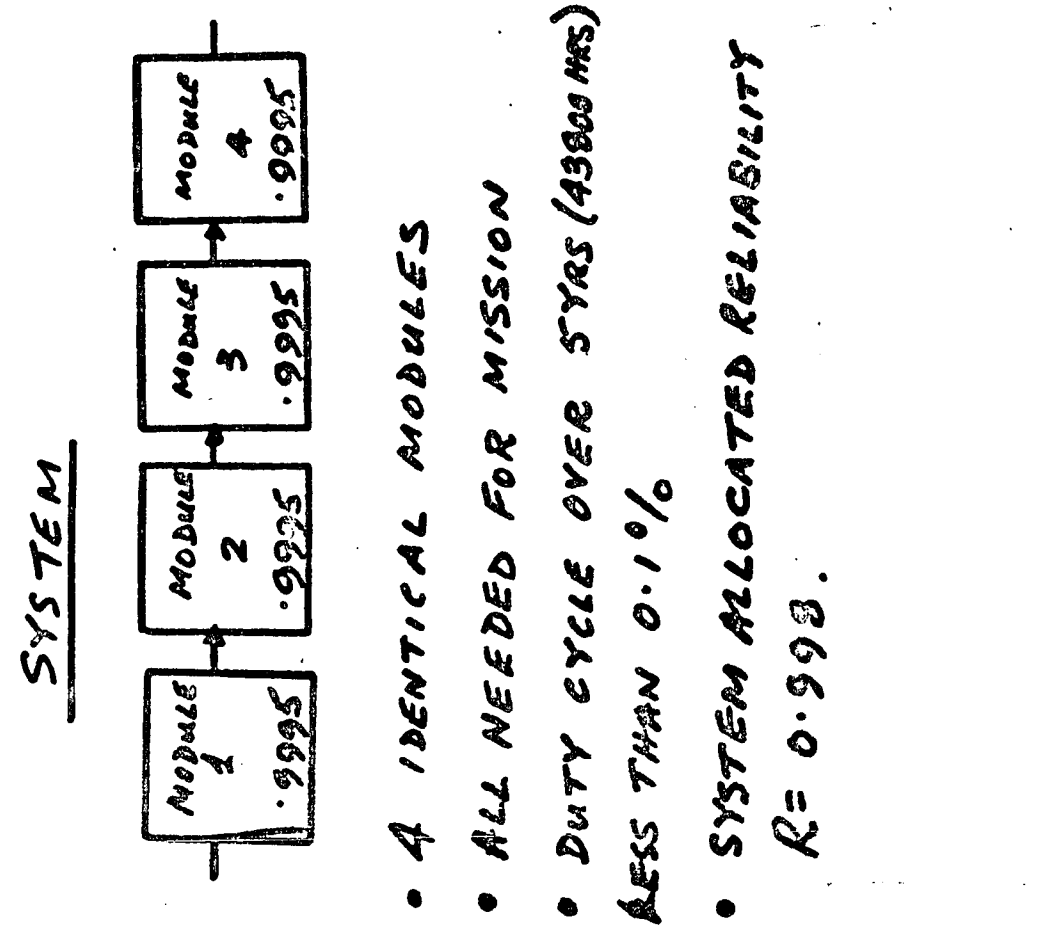 SYSTEM
MODULE
1
.9995
MODULE
2
.9995
MODULE
3
.9995
MODULE
4
.9995
• 4 IDENTICAL MODULES
• ALL NEEDED FOR MISSION
• DUTY CYCLE OVER 5YRS (43800 HRS)
LESS THAN 0.1%
• SYSTEM ALLOCATED RELIABILITY
R= 0.998.